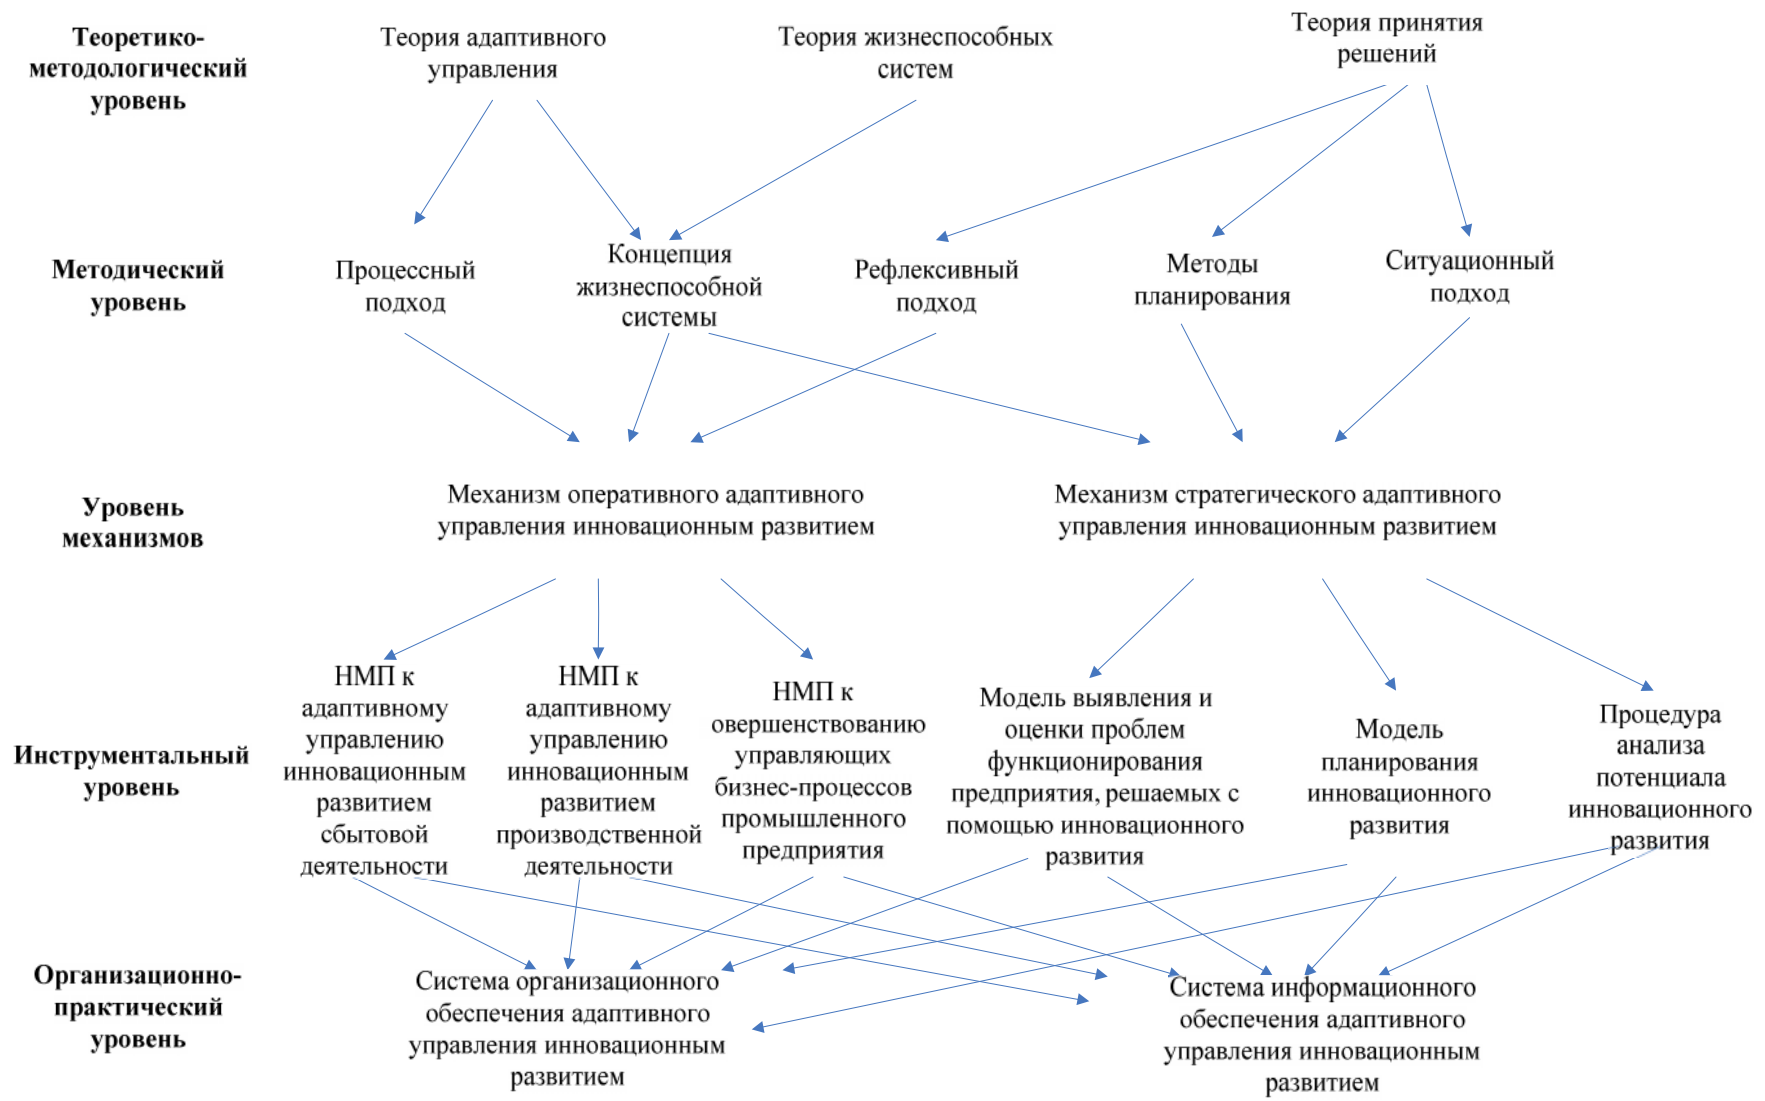 Теоретико-
методологический
уровень
Теория адаптивного
управления
Теория жизнеспособных
систем
Теория принятия
решений
Методический
уровень
Процессный
подход
Концепция
жизнеспособной
системы
Рефлексивный
подход
Методы
планирования
Ситуационный
подход
Уровень
механизмов
Механизм оперативного адаптивного
управления инновационным развитием
Механизм стратегического адаптивного
управления инновационным развитием
Инструментальный
уровень
НМП к
адаптивному
управлению
инновационным
развитием
сбытовой
деятельности
НМП к
адаптивному
управлению
инновационным
развитием
производственной
деятельности
НМП к
овершенствованию
управляющих
бизнес-процессов
промышленного
предприятия
Модель выявления и
оценки проблем
функционирования
предприятия, решаемых с
помощью инновационного
развития
Модель
планирования
инновационного
развития
Процедура
анализа
потенциала
инновационного
развития
Организационно-
практический
уровень
Система организационного
обеспечения адаптивного
управления инновационным
развитием
Система информационного
обеспечения адаптивного
управления инновационным
развитием